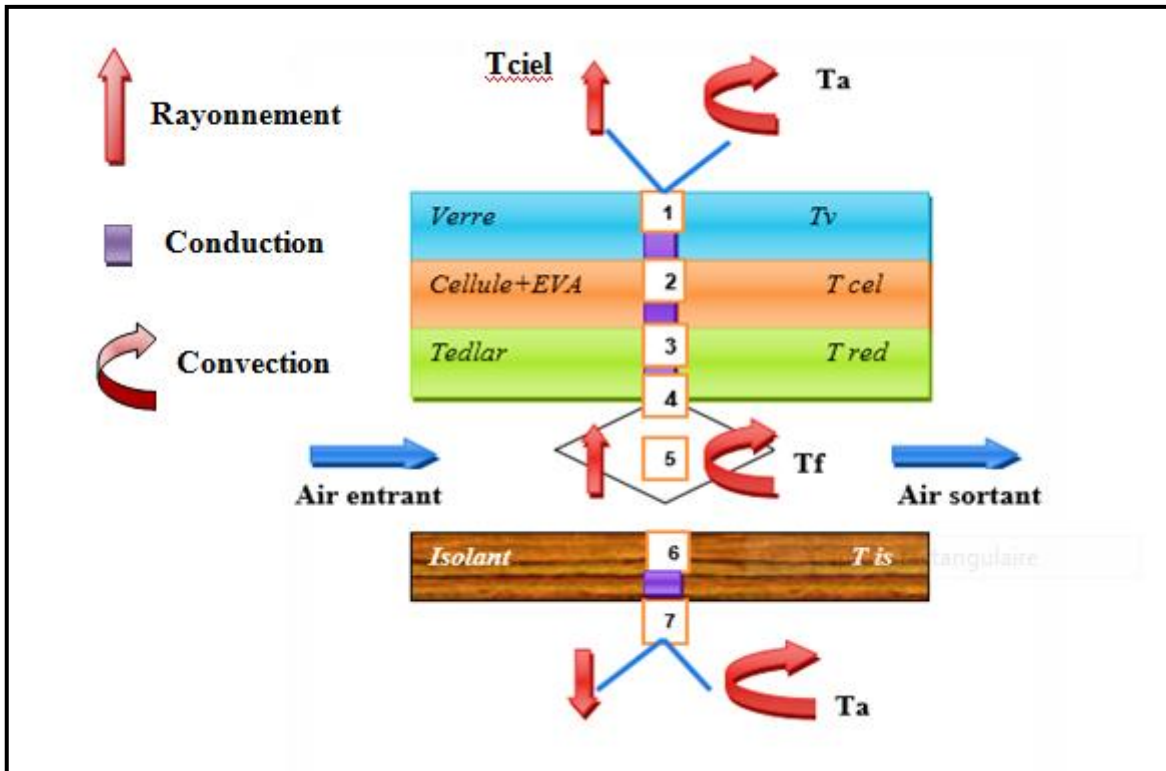 Tciel
Ta
Rayonnement
Verre 1 Tv
Conduction
Cellule+EVA 2 T cel
Tedlar 3 T red
Convection
4
5 Tf
Air entrant
Air sortant
Isolant 6 T is
7
Ta